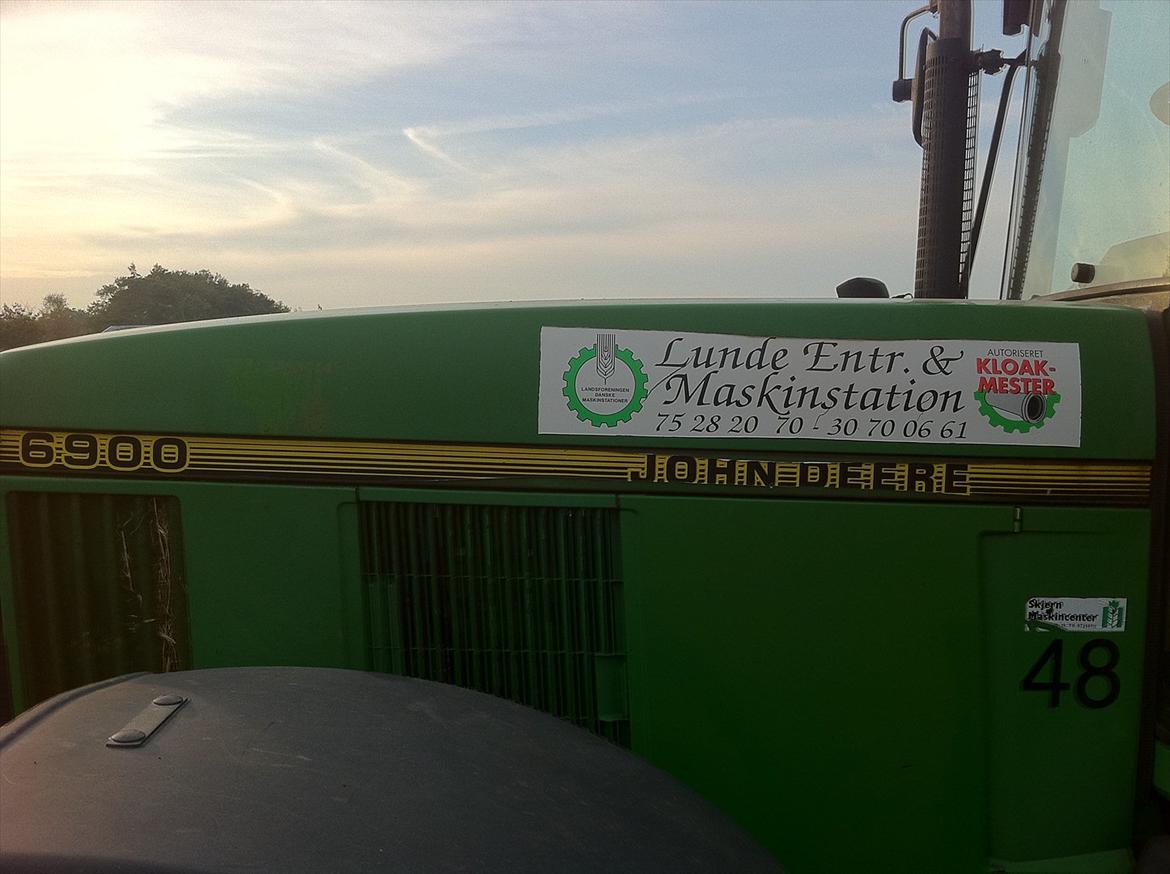 LANDSFORENINGEN
DANSKE
MASKINSTATIONER
Lunde Entr. &
Maskinstation
75 28 20 70 - 30 70 06 61
AUTORISERET
KLOAK-
MESTER
6900
JOHN DEERE
Skjern
Maskincenter
48